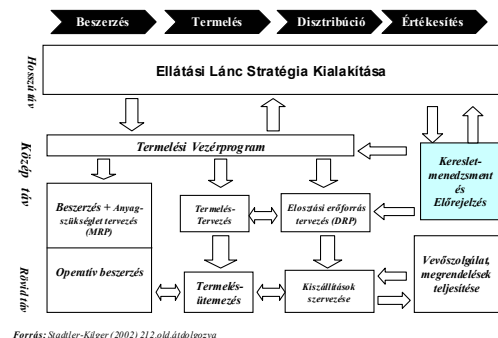 Beszerzés
Termelés
Disztribúció
Értékesítés
Hosszú táv
Ellátási Lánc Stratégia Kialakítása
Közép táv
Termelési Vezérprogram
Kereslet-
menedzsment
és
Előrejelzés
Beszerzés + Anyag-
szükséglet tervezés
(MRP)
Termelés-
Tervezés
Elosztási erőforrás
tervezés (DRP)
Rövid táv
Operatív beszerzés
Termelés-
ütemezés
Kiszállítások
szervezése
Vevőszolgálat,
megrendelések
teljesítése
Forrás: Stadtler-Kilger (2002) 212.old.átdolgozva